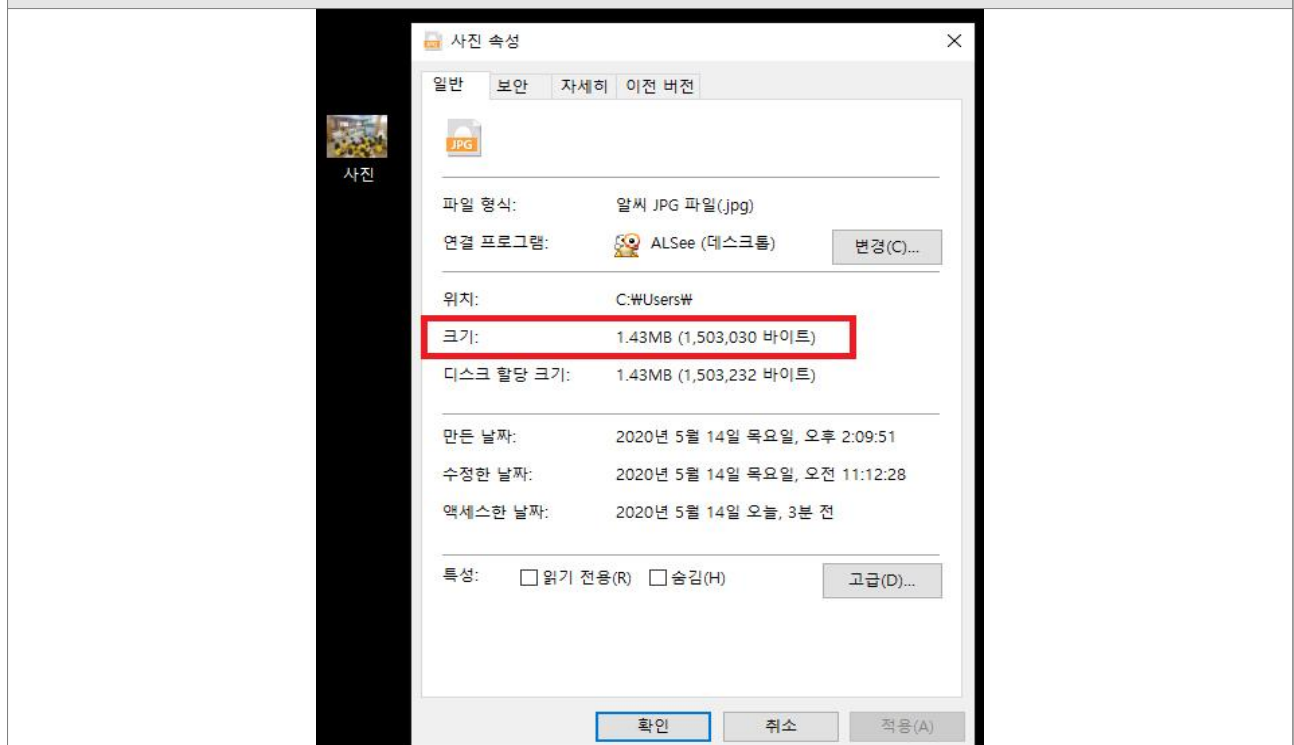 사진 속성
일반 보안 자세히 이전 버전
JPG
사진
파일 형식: 알씨 JPG 파일(.jpg)
연결 프로그램: ALSee (데스크톱) 변경(C)...
위치: C:₩Users₩
크기: 1.43MB (1,503,030 바이트)
디스크 할당 크기: 1.43MB (1,503,232 바이트)
만든 날짜: 2020년 5월 14일 목요일, 오후 2:09:51
수정한 날짜: 2020년 5월 14일 목요일, 오전 11:12:28
액세스한 날짜: 2020년 5월 14일 오늘, 3분 전
특성: 읽기 전용(R) 숨김(H) 고급(D)...
확인 취소 적용(A)